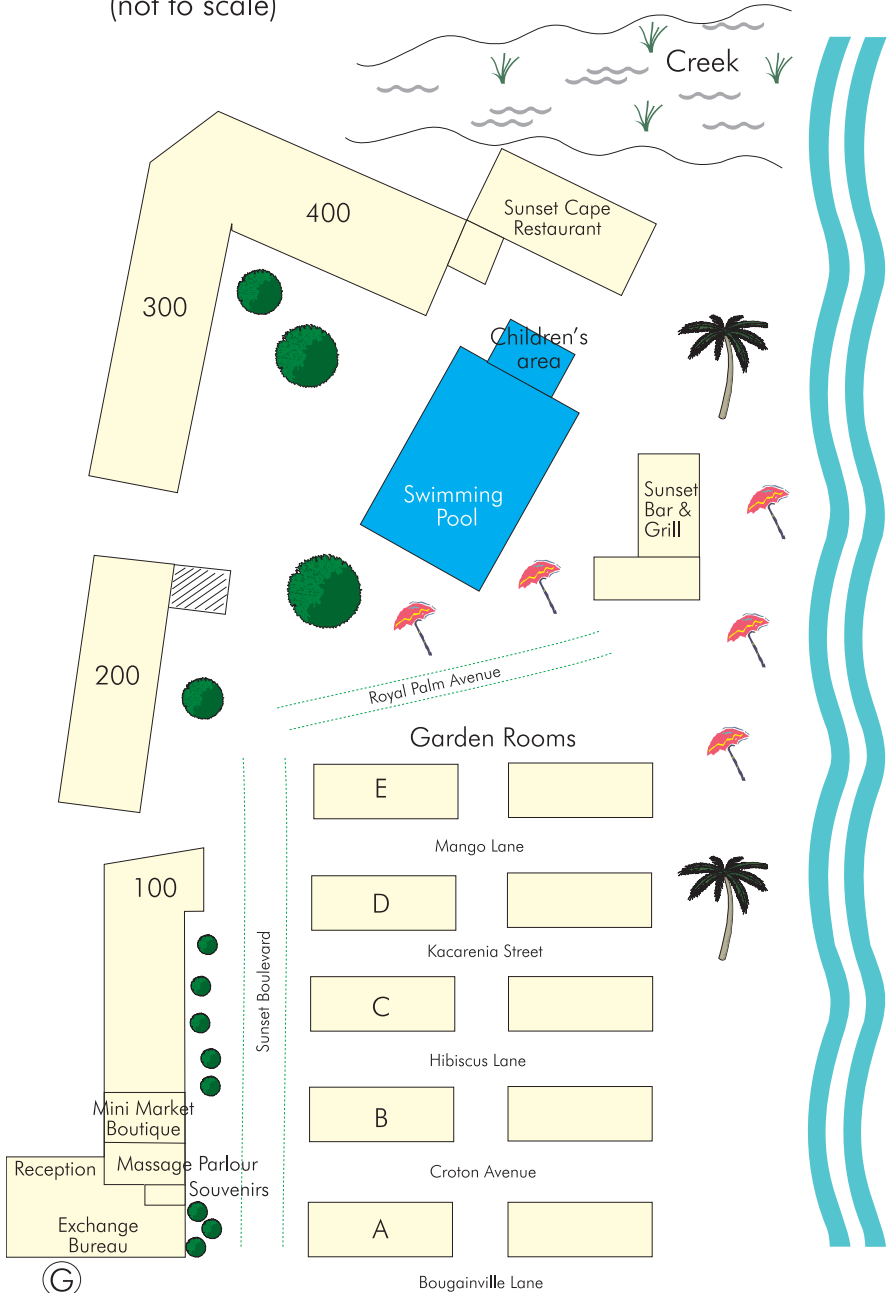 (not to scale)
Creek
400
Sunset Cape
Restaurant
300
Children's
area
Swimming
Pool
Sunset
Bar &
Grill
200
Royal Palm Avenue
Garden Rooms
E
Mango Lane
100
D
Kacarenia Street
Sunset Boulevard
C
Hibiscus Lane
Mini Market
Boutique
B
Reception
Massage Parlour
Souvenirs
Croton Avenue
Exchange
Bureau
A
G
Bougainville Lane